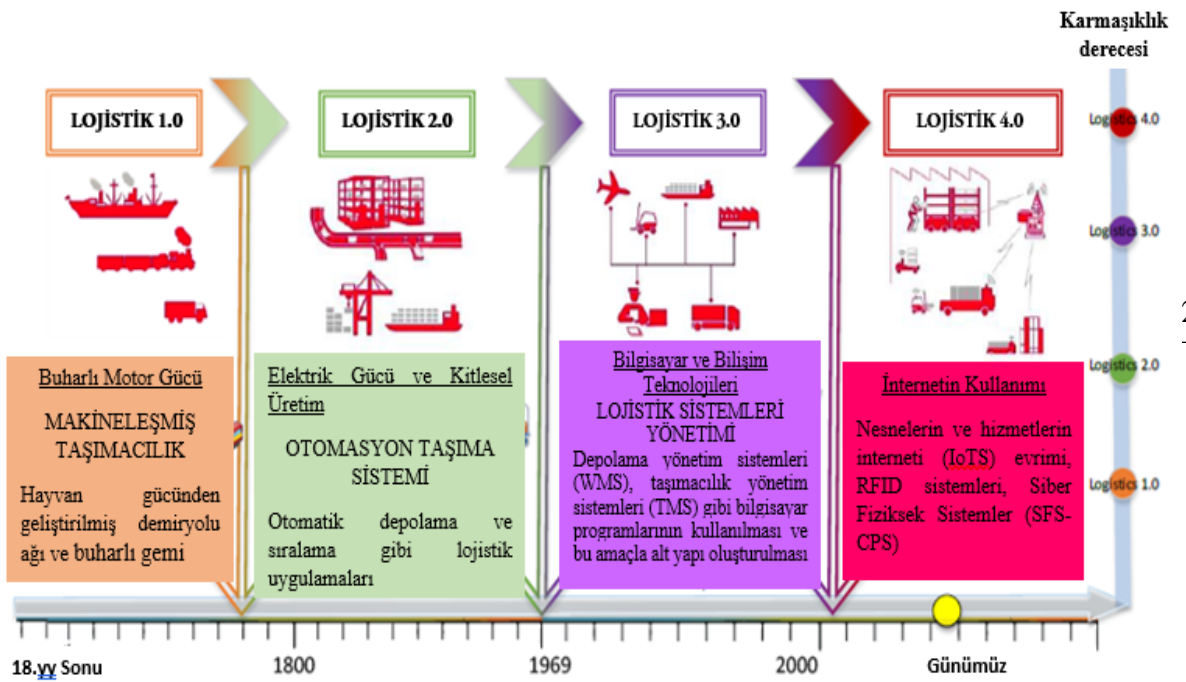 Karmaşıklık
derecesi
LOJİSTİK 1.0
LOJİSTİK 2.0
LOJİSTİK 3.0
LOJİSTİK 4.0
Logistics 4.0
Logistics 3.0
Logistics 2.0
Logistics 1.0
Buharlı Motor Gücü
MAKİNELEŞMİŞ
TAŞIMACILIK
Hayvan gücünden
geliştirilmiş demiryolu
ağı ve buharlı gemi
Elektrik Gücü ve Kitlesel
Üretim
OTOMASYON TAŞIMA
SİSTEMİ
Otomatik depolama ve
sıralama gibi lojistik
uygulamaları
Bilgisayar ve Bilişim
Teknolojileri
LOJİSTİK SİSTEMLERİ
YÖNETİMİ
Depolama yönetim sistemleri
(WMS), taşımacılık yönetim
sistemleri (TMS) gibi bilgisayar
programlarının kullanılması ve
bu amaçla alt yapı oluşturulması
İnternetin Kullanımı
Nesnelerin ve hizmetlerin
interneti (IoTS) evrimi,
RFID sistemleri, Siber
Fiziksek Sistemler (SFS-
CPS)
18.yy Sonu
1800
1969
2000
Günümüz